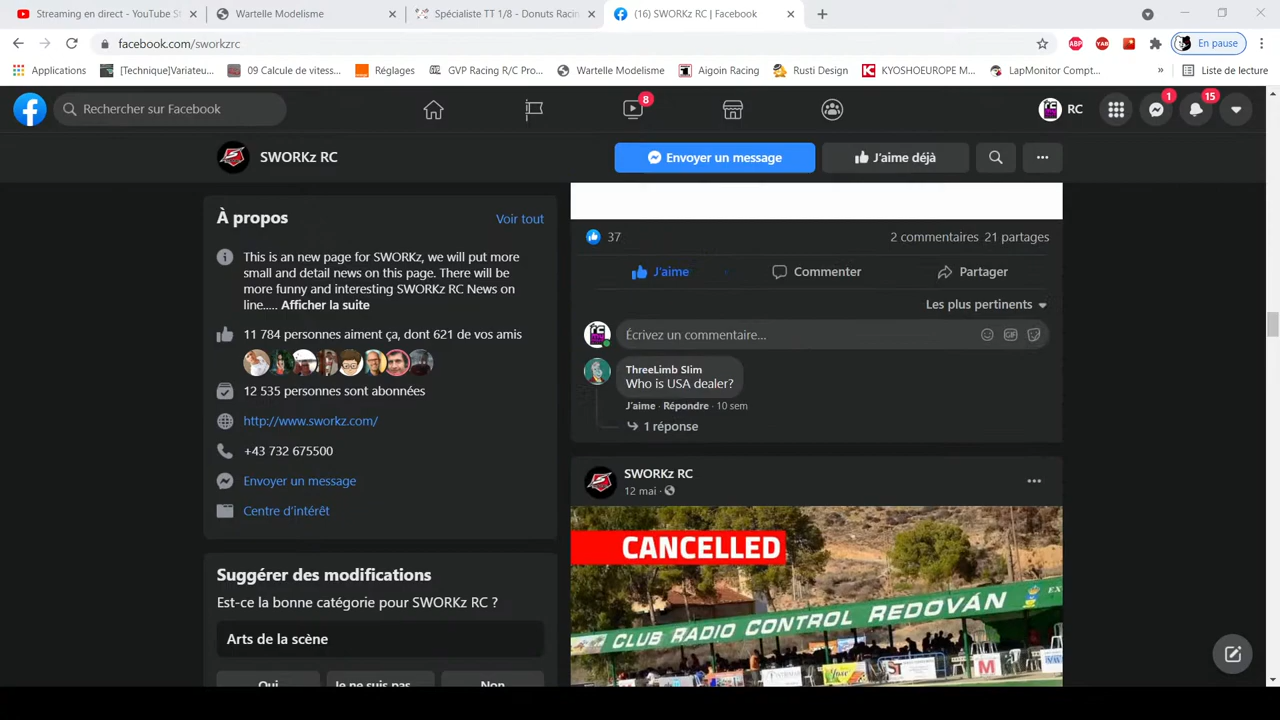 Streaming en direct - YouTube St
Wartelle Modelisme
Spécialiste TT 1/8 - Donuts Racin
(16) SWORKz RC | Facebook
facebook.com/sworkzrc
ABP
YAB
En pause
Applications
[Technique]Variateu...
09 Calcule de vitess...
Réglages
GVP Racing R/C Pro...
Wartelle Modelisme
Aigoin Racing
Rusti Design
KYOSHOEUROPE M...
LapMonitor Compt...
»
Liste de lecture
Rechercher sur Facebook
8
RC
1
15
SWORKz RC
Envoyer un message
J'aime déjà
À propos
Voir tout
This is an new page for SWORKz, we will put more
small and detail news on this page. There will be
more funny and interesting SWORKz RC News on
line..... Afficher la suite
11 784 personnes aiment ça, dont 621 de vos amis
12 535 personnes sont abonnées
http://www.sworkz.com/
+43 732 675500
Envoyer un message
Centre d'intérêt
Suggérer des modifications
Est-ce la bonne catégorie pour SWORKz RC ?
Arts de la scène
Oui
Je ne suis pas
Non
37
2 commentaires 21 partages
J'aime
Commenter
Partager
Les plus pertinents
Écrivez un commentaire...
GIF
ThreeLimb Slim
Who is USA dealer?
J'aime · Répondre · 10 sem
1 réponse
SWORKz RC
12 mai ·
CANCELLED
CLUB RADIO CONTROL REDOVÁN